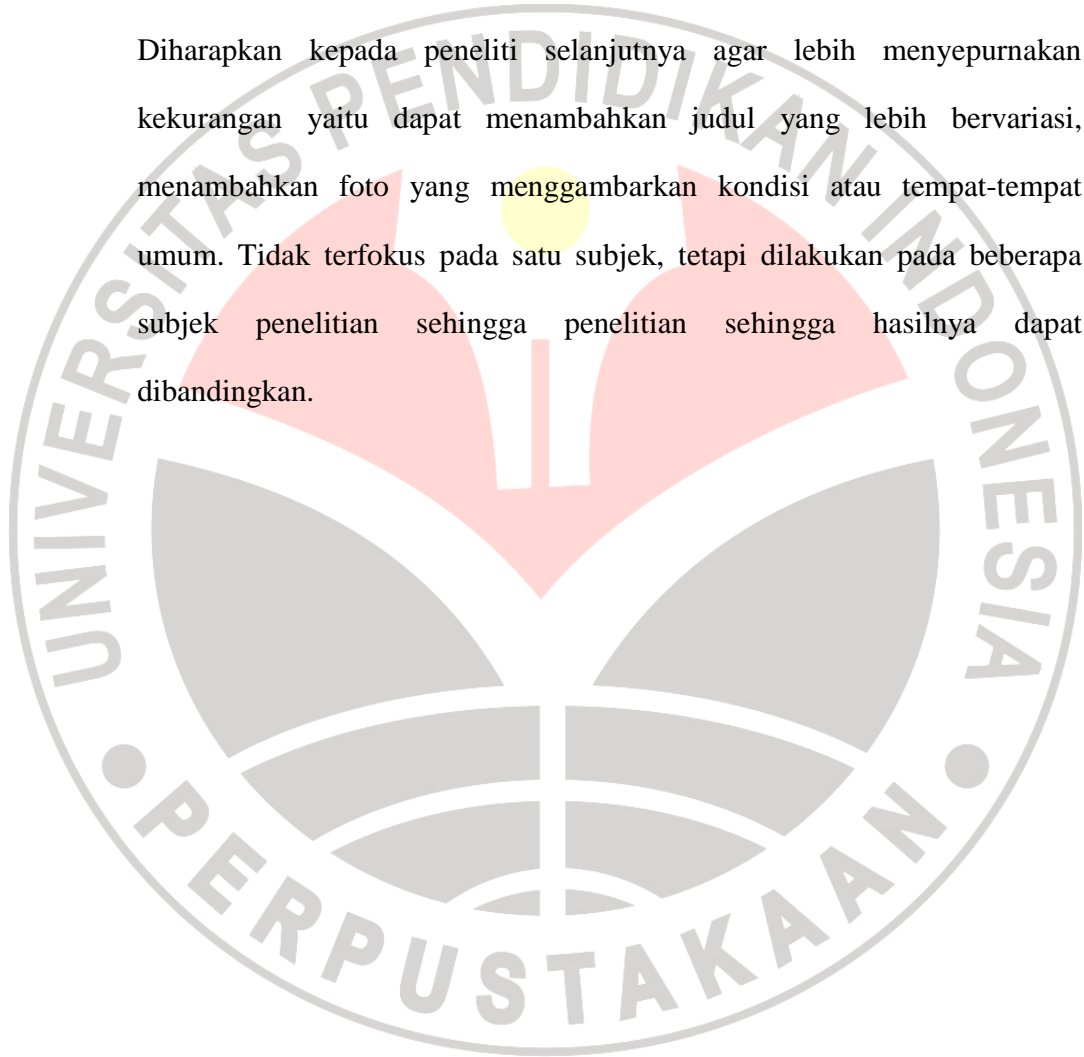 Diharapkan kepada peneliti selanjutnya agar lebih menyepurnakan
kekurangan yaitu dapat menambahkan judul yang lebih bervariasi,
menambahkan foto yang menggambarkan kondisi atau tempat-tempat
umum. Tidak terfokus pada satu subjek, tetapi dilakukan pada beberapa
subjek penelitian sehingga penelitian sehingga hasilnya dapat
dibandingkan.
UNIVERSITAS PENDIDIKAN INDONESIA
PERPUSTAKAAN